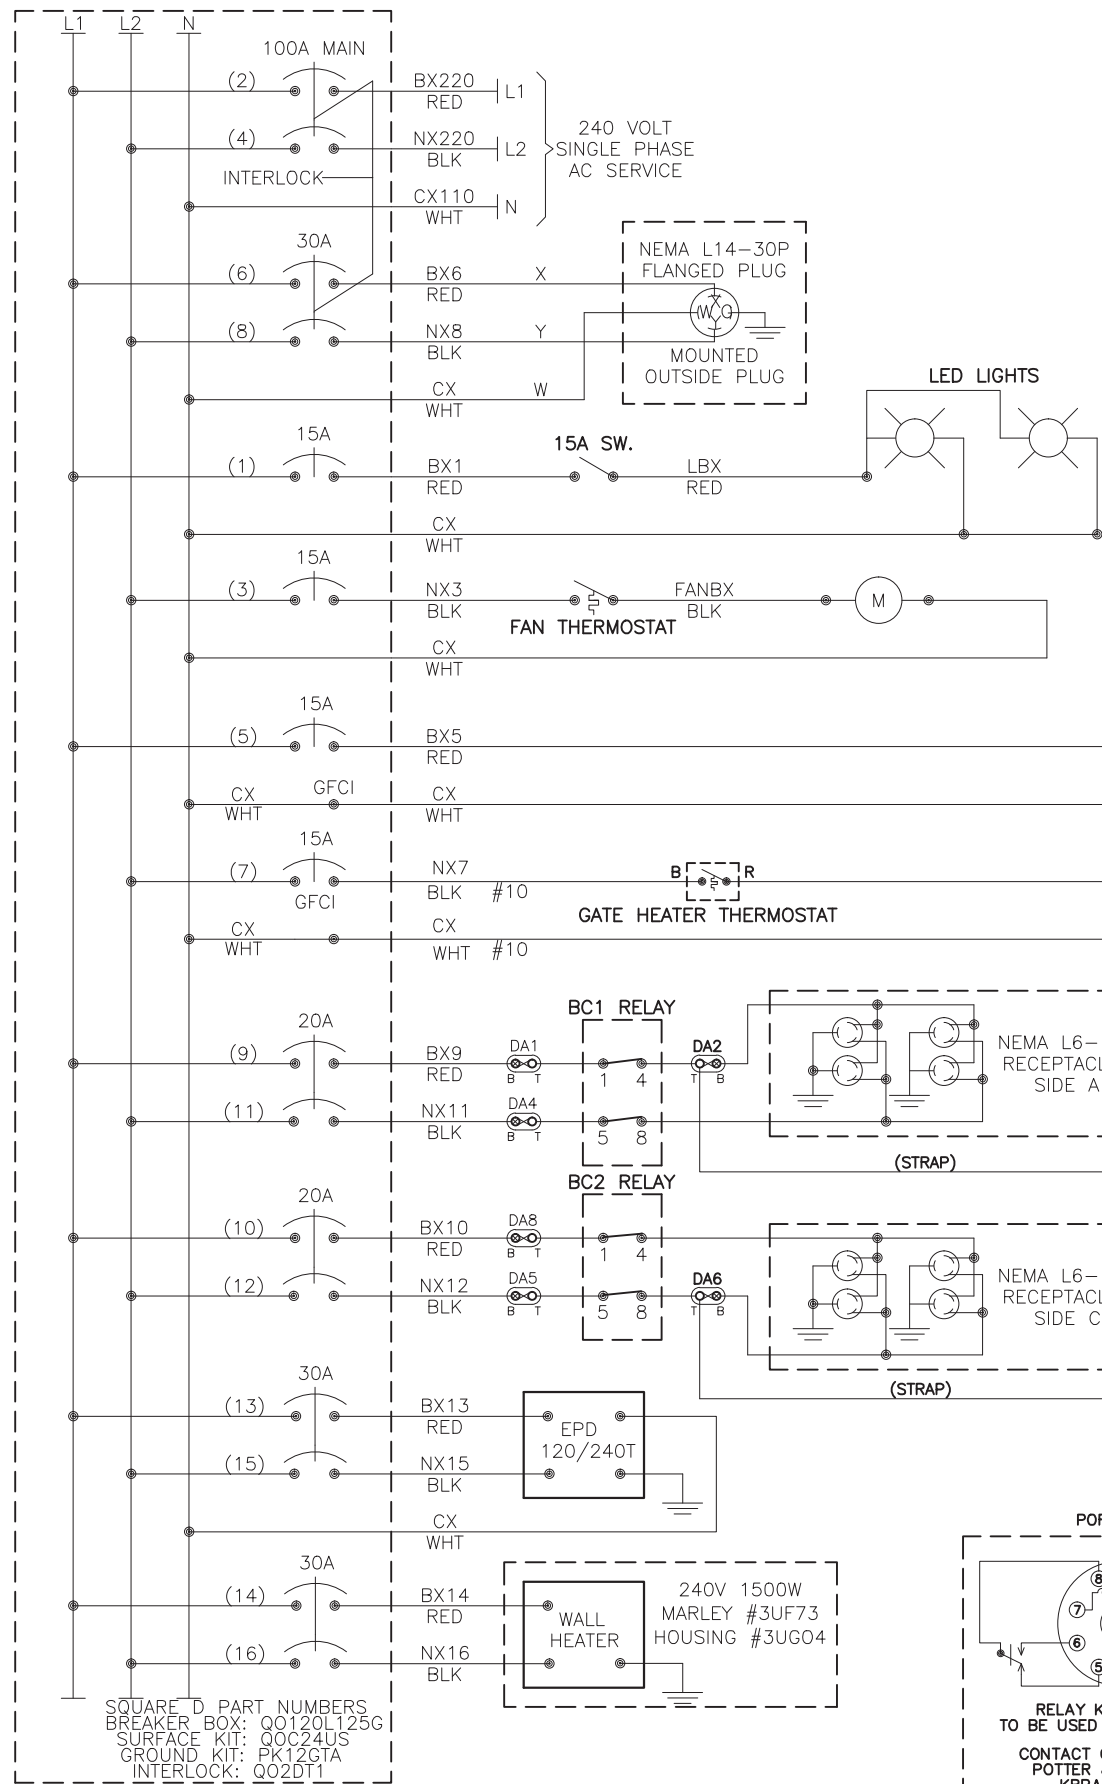 L1 L2 N
100A MAIN
(2) BX220 L1
RED
(4) NX220 L2
BLK
240 VOLT
SINGLE PHASE
AC SERVICE
INTERLOCK
CX110 N
WHT
30A
(6) BX6 X
RED
(8) NX8 Y
BLK
CX W
WHT
NEMA L14-30P
FLANGED PLUG
X
W G
Y
MOUNTED
OUTSIDE PLUG
LED LIGHTS
15A 15A SW.
(1) BX1 LBX
RED RED
CX
WHT
15A
(3) NX3 FANBX M
BLK BLK
FAN THERMOSTAT
CX
WHT
15A
(5) BX5
RED
GFCI
CX CX
WHT WHT
15A
(7) NX7 B R
GFCI BLK #10
GATE HEATER THERMOSTAT
CX CX
WHT WHT #10
BC1 RELAY
20A
(9) BX9 DA1 DA2
RED B T 1 4 T B
(11) NX11 DA4
BLK B T 5 8
NEMA L6-
RECEPTACL
SIDE A
(STRAP)
BC2 RELAY
20A
(10) BX10 DA8
RED B T 1 4
(12) NX12 DA5 DA6
BLK B T 5 8 T B
NEMA L6-
RECEPTACL
SIDE C
(STRAP)
30A
(13) BX13
RED
EPD
120/240T
(15) NX15
BLK
CX
WHT
30A
(14) BX14
RED
WALL
HEATER
240V 1500W
MARLEY #3UF73
HOUSING #3UG04
(16) NX16
BLK
SQUARE D PART NUMBERS
BREAKER BOX: QO120L125G
SURFACE KIT: QOC24US
GROUND KIT: PK12GTA
INTERLOCK: QO2DT1
8
7
6
5
RELAY K
TO BE USED
CONTACT
POTTER